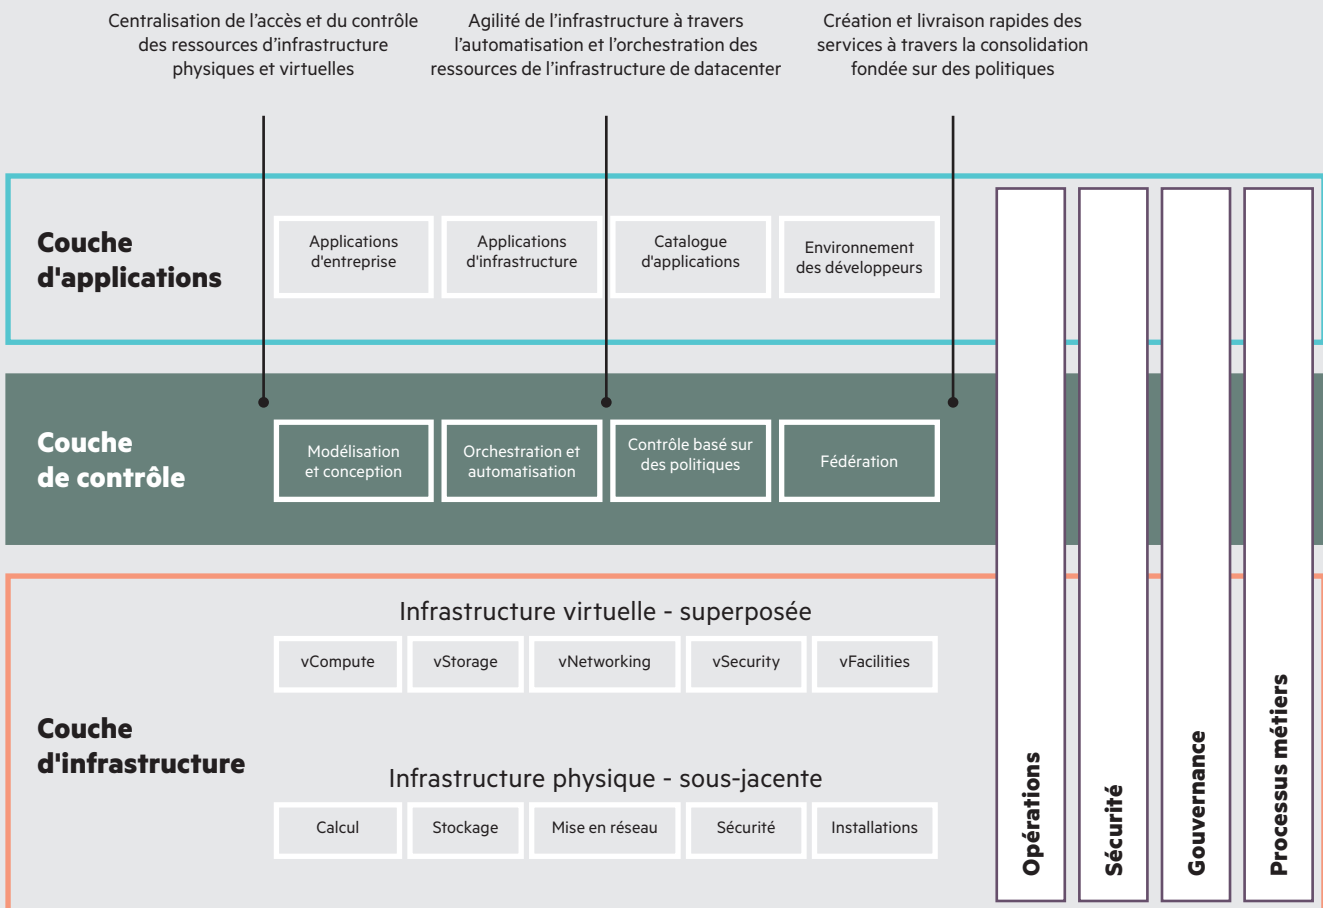 Centralisation de l’accès et du contrôle
des ressources d’infrastructure
physiques et virtuelles
Agilité de l’infrastructure à travers
l’automatisation et l’orchestration des
ressources de l’infrastructure de datacenter
Création et livraison rapides des
services à travers la consolidation
fondée sur des politiques
Couche
d'applications
Applications
d'entreprise
Applications
d'infrastructure
Catalogue
d'applications
Environnement
des développeurs
Couche
de contrôle
Modélisation
et conception
Orchestration et
automatisation
Contrôle basé sur
des politiques
Fédération
Couche
d'infrastructure
Infrastructure virtuelle - superposée
vCompute
vStorage
vNetworking
vSecurity
vFacilities
Infrastructure physique - sous-jacente
Calcul
Stockage
Mise en réseau
Sécurité
Installations
Opérations
Sécurité
Gouvernance
Processus métiers